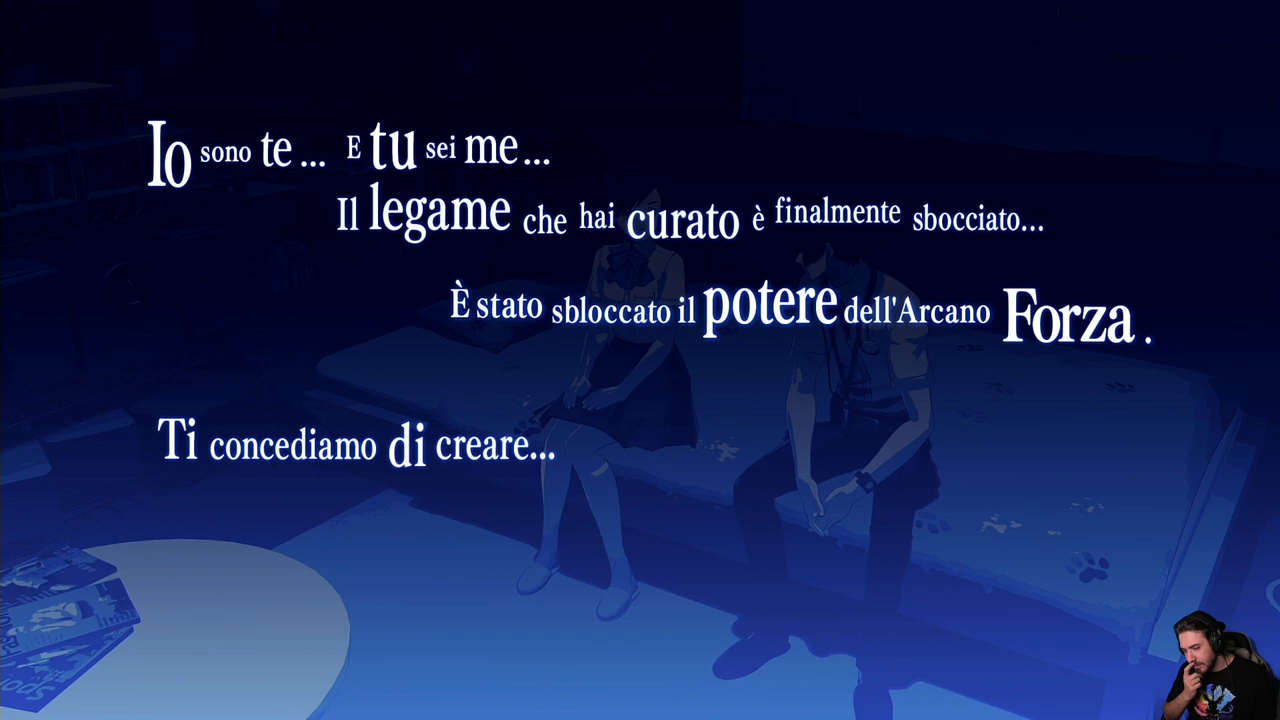 Io sono te... E tu sei me...
Il legame che hai curato è finalmente sbocciato...
È stato sbloccato il potere dell'Arcano Forza.
Ti concediamo di creare...